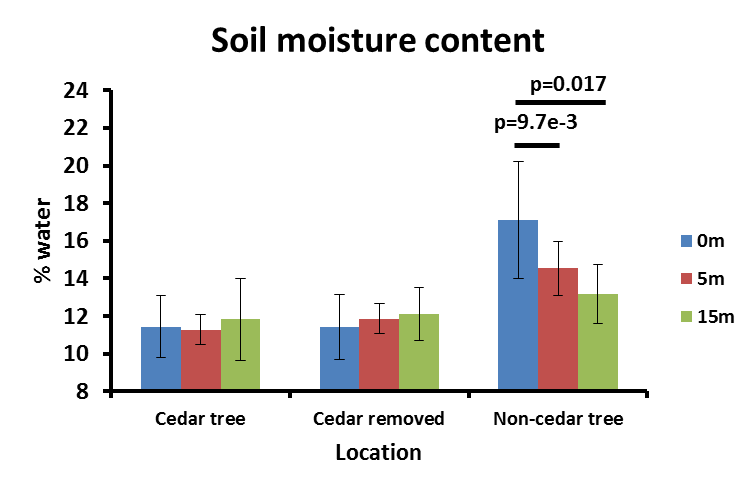 Soil moisture content
p=0.017
p=9.7e-3
24
22
20
18
16
14
12
10
8
% water
0m
5m
15m
Cedar tree
Cedar removed
Non-cedar tree
Location